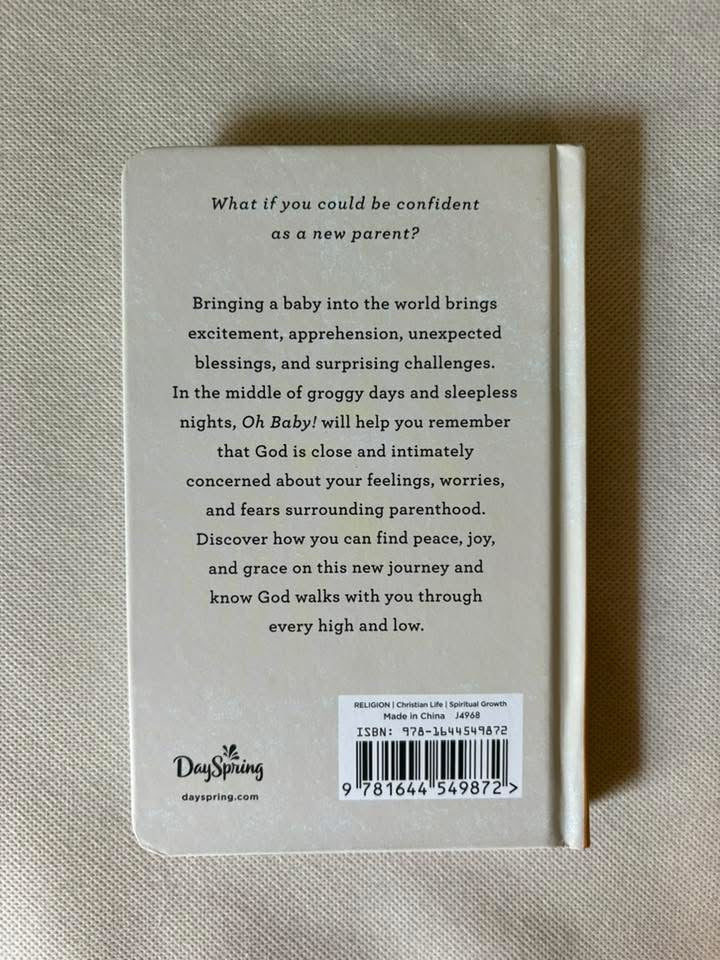 What if you could be confident
as a new parent?
Bringing a baby into the world brings
excitement, apprehension, unexpected
blessings, and surprising challenges.
In the middle of groggy days and sleepless
nights, Oh Baby! will help you remember
that God is close and intimately
concerned about your feelings, worries,
and fears surrounding parenthood.
Discover how you can find peace, joy,
and grace on this new journey and
know God walks with you through
every high and low.
RELIGION | Christian Life | Spiritual Growth
Made in China J4968
ISBN: 978-1644549872
9 781644 549872 >
DaySpring
dayspring.com